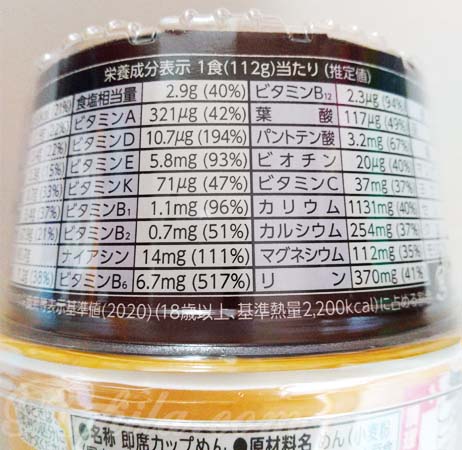 栄養成分表示 1食(112g)当たり (推定値)
食塩相当量 2.9g (40%) ビタミンB12 2.3μg (94%
ビタミンA 321μg (42%) 葉酸 117μg (49%
ビタミンD 10.7μg (194%) パントテン酸 3.2mg (67%)
ビタミンE 5.8mg (93%) ビオチン 20μg (40%)
ビタミンK 71μg (47%) ビタミンC 37mg (37%)
ビタミンB1 1.1mg (96%) カリウム 1131mg (40%)
21%) ビタミンB2 0.7mg (51%) カルシウム 254mg (37%)
ナイアシン 14mg (111%) マグネシウム 112mg (35%)
(38%) ビタミンB6 6.7mg (517%) リン 370mg (41%
表示基準値(2020) (18歳以上、基準熱量2,200kcal)に占める
●名称 即席カップめん ●原材料名 めん(小麦粉